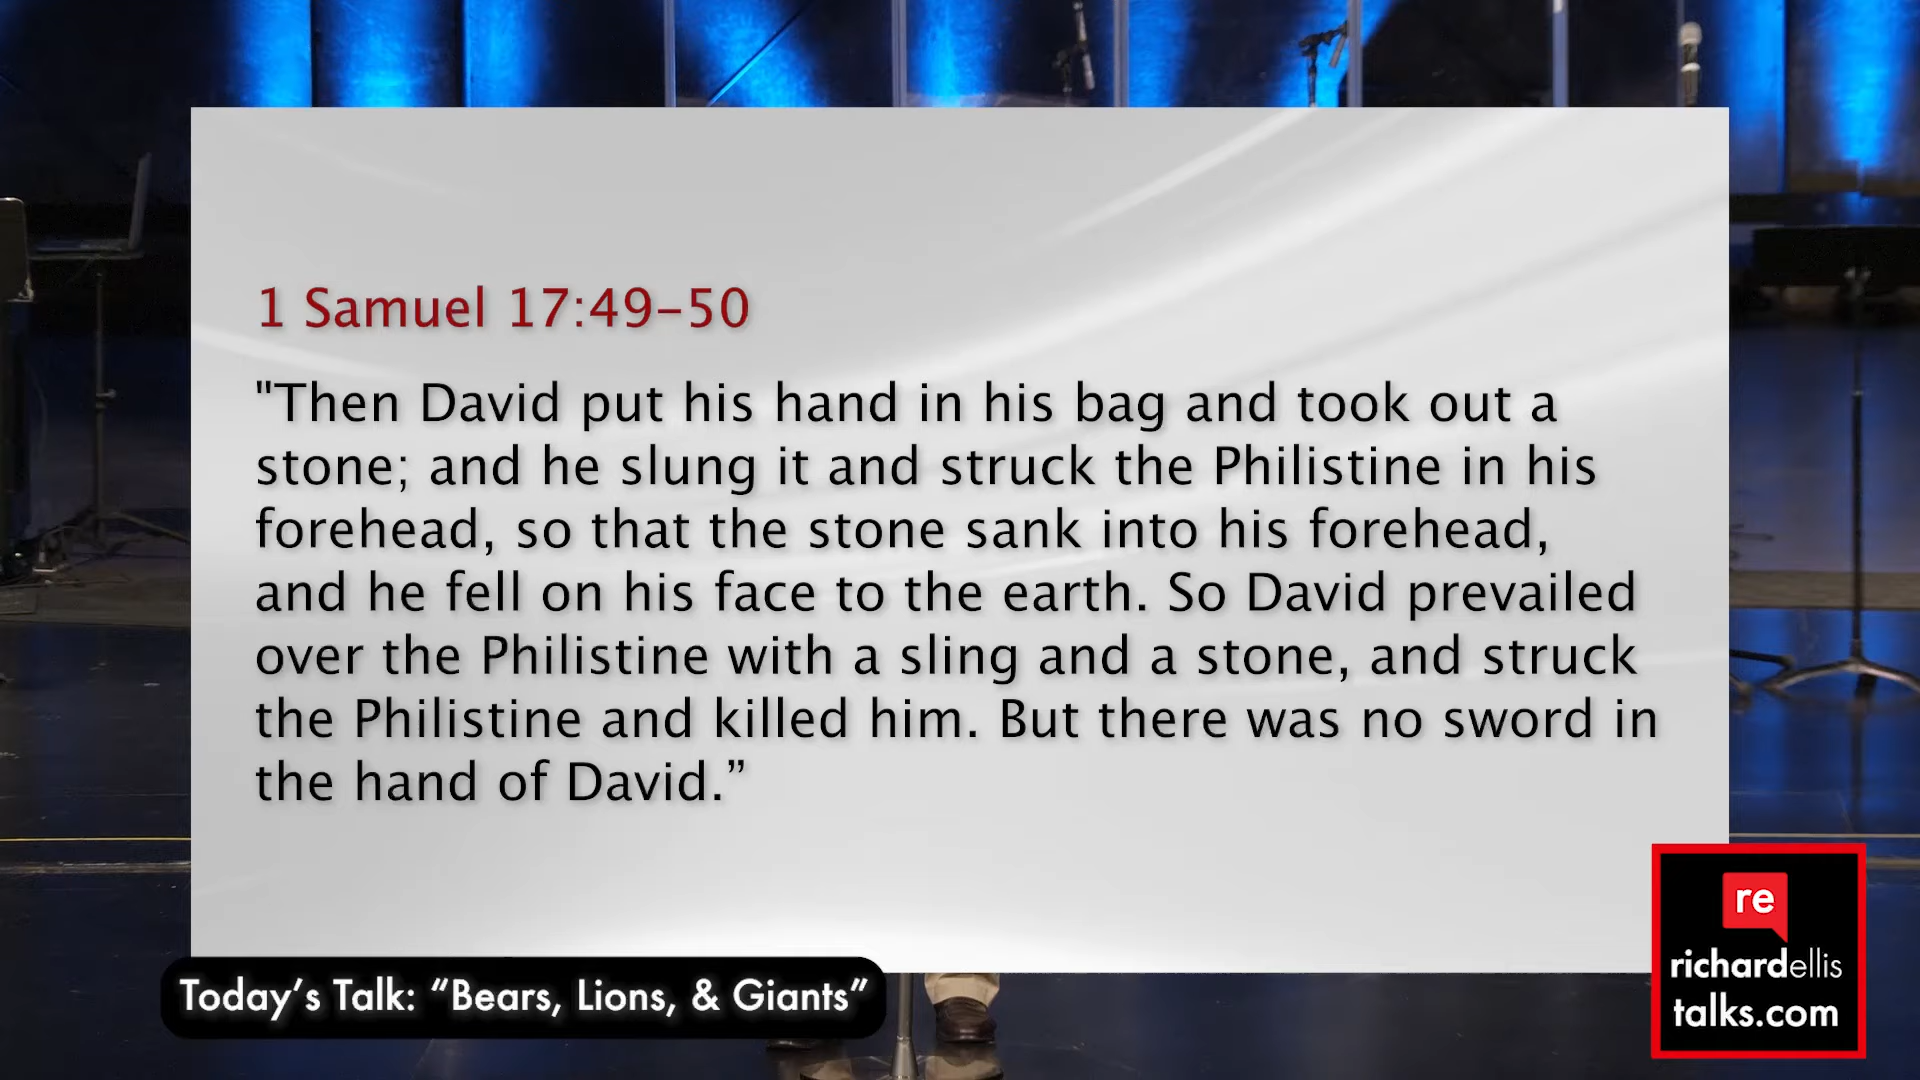 1 Samuel 17:49–50
"Then David put his hand in his bag and took out a
stone; and he slung it and struck the Philistine in his
forehead, so that the stone sank into his forehead,
and he fell on his face to the earth. So David prevailed
over the Philistine with a sling and a stone, and struck
the Philistine and killed him. But there was no sword in
the hand of David.”
Today’s Talk: “Bears, Lions, & Giants”
re
richardellis
talks.com